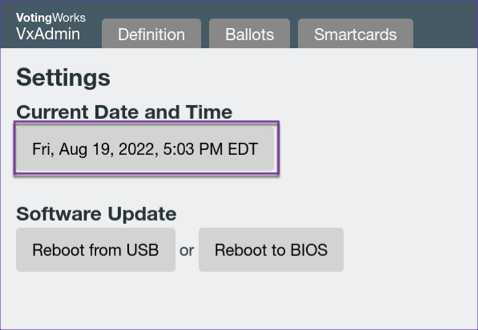 VotingWorks
VxAdmin
Definition
Ballots
Smartcards
Settings
Current Date and Time
Fri, Aug 19, 2022, 5:03 PM EDT
Software Update
Reboot from USB or Reboot to BIOS